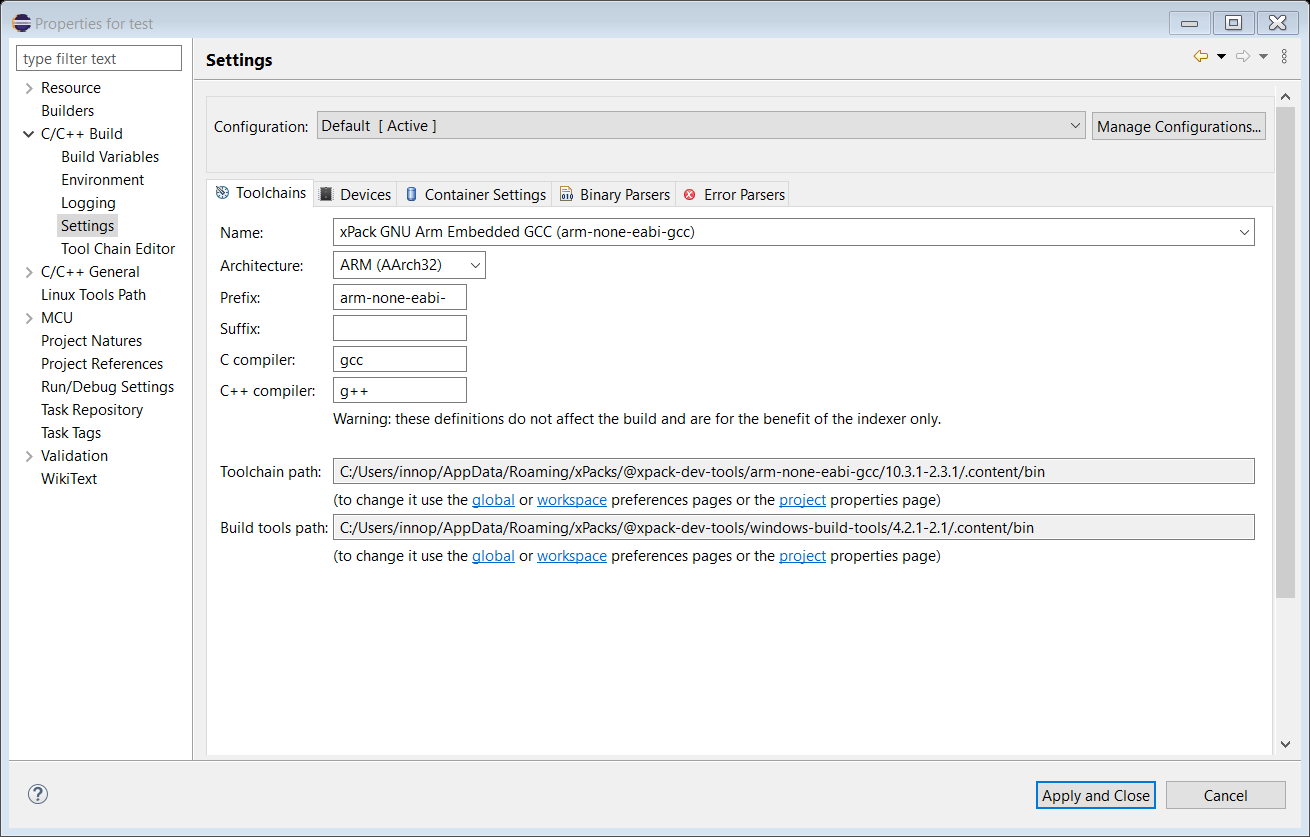 Properties for test
type filter text
Resource
Builders
C/C++ Build
Build Variables
Environment
Logging
Settings
Tool Chain Editor
C/C++ General
Linux Tools Path
MCU
Project Natures
Project References
Run/Debug Settings
Task Repository
Task Tags
Validation
WikiText
Settings
Configuration: Default [ Active ] Manage Configurations...
Toolchains Devices Container Settings Binary Parsers Error Parsers
Name: xPack GNU Arm Embedded GCC (arm-none-eabi-gcc)
Architecture: ARM (AArch32)
Prefix: arm-none-eabi-
Suffix:
C compiler: gcc
C++ compiler: g++
Warning: these definitions do not affect the build and are for the benefit of the indexer only.
Toolchain path: C:/Users/innop/AppData/Roaming/xPacks/@xpack-dev-tools/arm-none-eabi-gcc/10.3.1-2.3.1/.content/bin
(to change it use the global or workspace preferences pages or the project properties page)
Build tools path: C:/Users/innop/AppData/Roaming/xPacks/@xpack-dev-tools/windows-build-tools/4.2.1-2.1/.content/bin
(to change it use the global or workspace preferences pages or the project properties page)
? Apply and Close Cancel